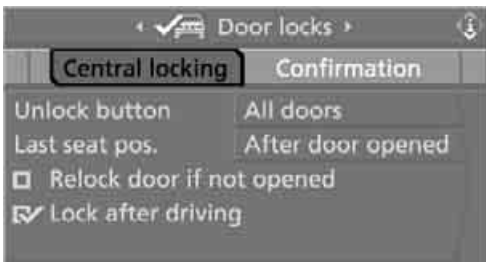 Door locks
Central locking Confirmation
Unlock button All doors
Last seat pos. After door opened
Relock door if not opened
Lock after driving